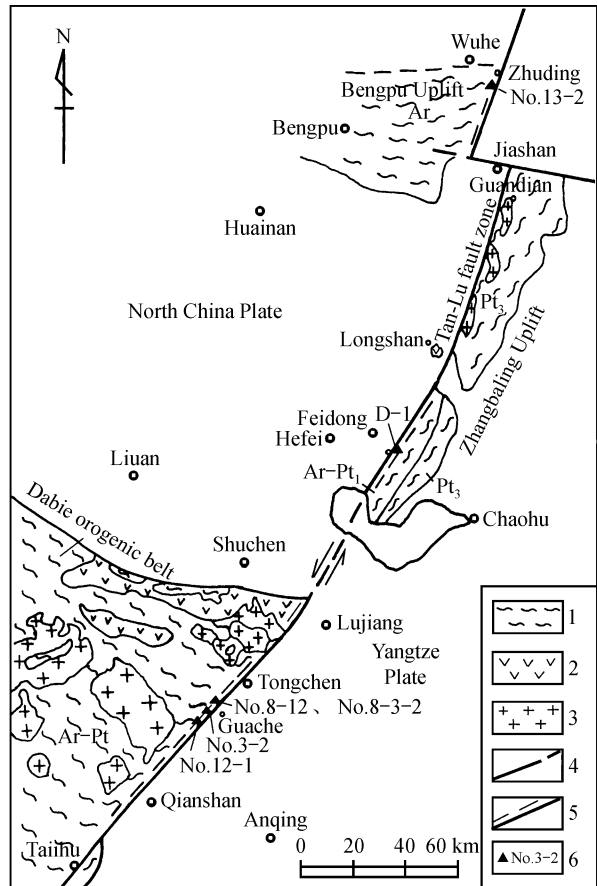 N
Wuhe
Zhuding
No.13-2
Bengpu Uplift
Ar
Bengpu
Jiashan
Guandian
Huainan
Tan-Lu fault zone
North China Plate
Pt3
Longshan
Zhangbaling Uplift
D-1
Feidong
Hefei
Liuan
Ar-Pt1
Pt3
Chaohu
Dabie orogenic belt
Shuchen
Lujiang
Yangtze
Plate
Tongchen
No.8-12 、 No.8-3-2
Guache
No.3-2
No.12-1
Ar-Pt
Qianshan
Anqing
Taihu
0 20 40 60 km
1
2
3
4
5
No.3-2 6